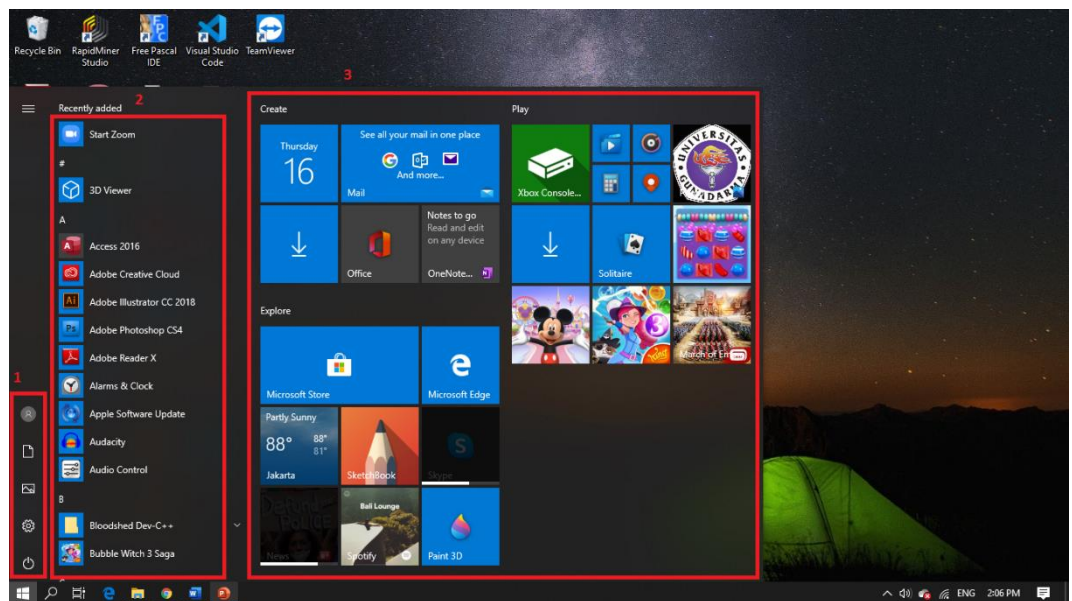 Recycle Bin
RapidMiner
Studio
Free Pascal
IDE
Visual Studio
Code
TeamViewer
3
Recently added
2
Start Zoom
#
3D Viewer
A
Access 2016
Adobe Creative Cloud
Adobe Illustrator CC 2018
Adobe Photoshop CS4
Adobe Reader X
Alarms & Clock
Apple Software Update
Audacity
Audio Control
B
Bloodshed Dev-C++
Bubble Witch 3 Saga
1
Create
Thursday
16
See all your mail in one place
And more...
Mail
Office
Notes to go
Read and edit
on any device
OneNote...
Explore
Microsoft Store
Microsoft Edge
Partly Sunny
88°
88°
81°
Jakarta
SketchBook
Skype
News
Bali Lounge
Spotify
Paint 3D
Play
Xbox Console...
UNIVERSITAS
GUNADARMA
Solitaire
3
ENG
2:06 PM